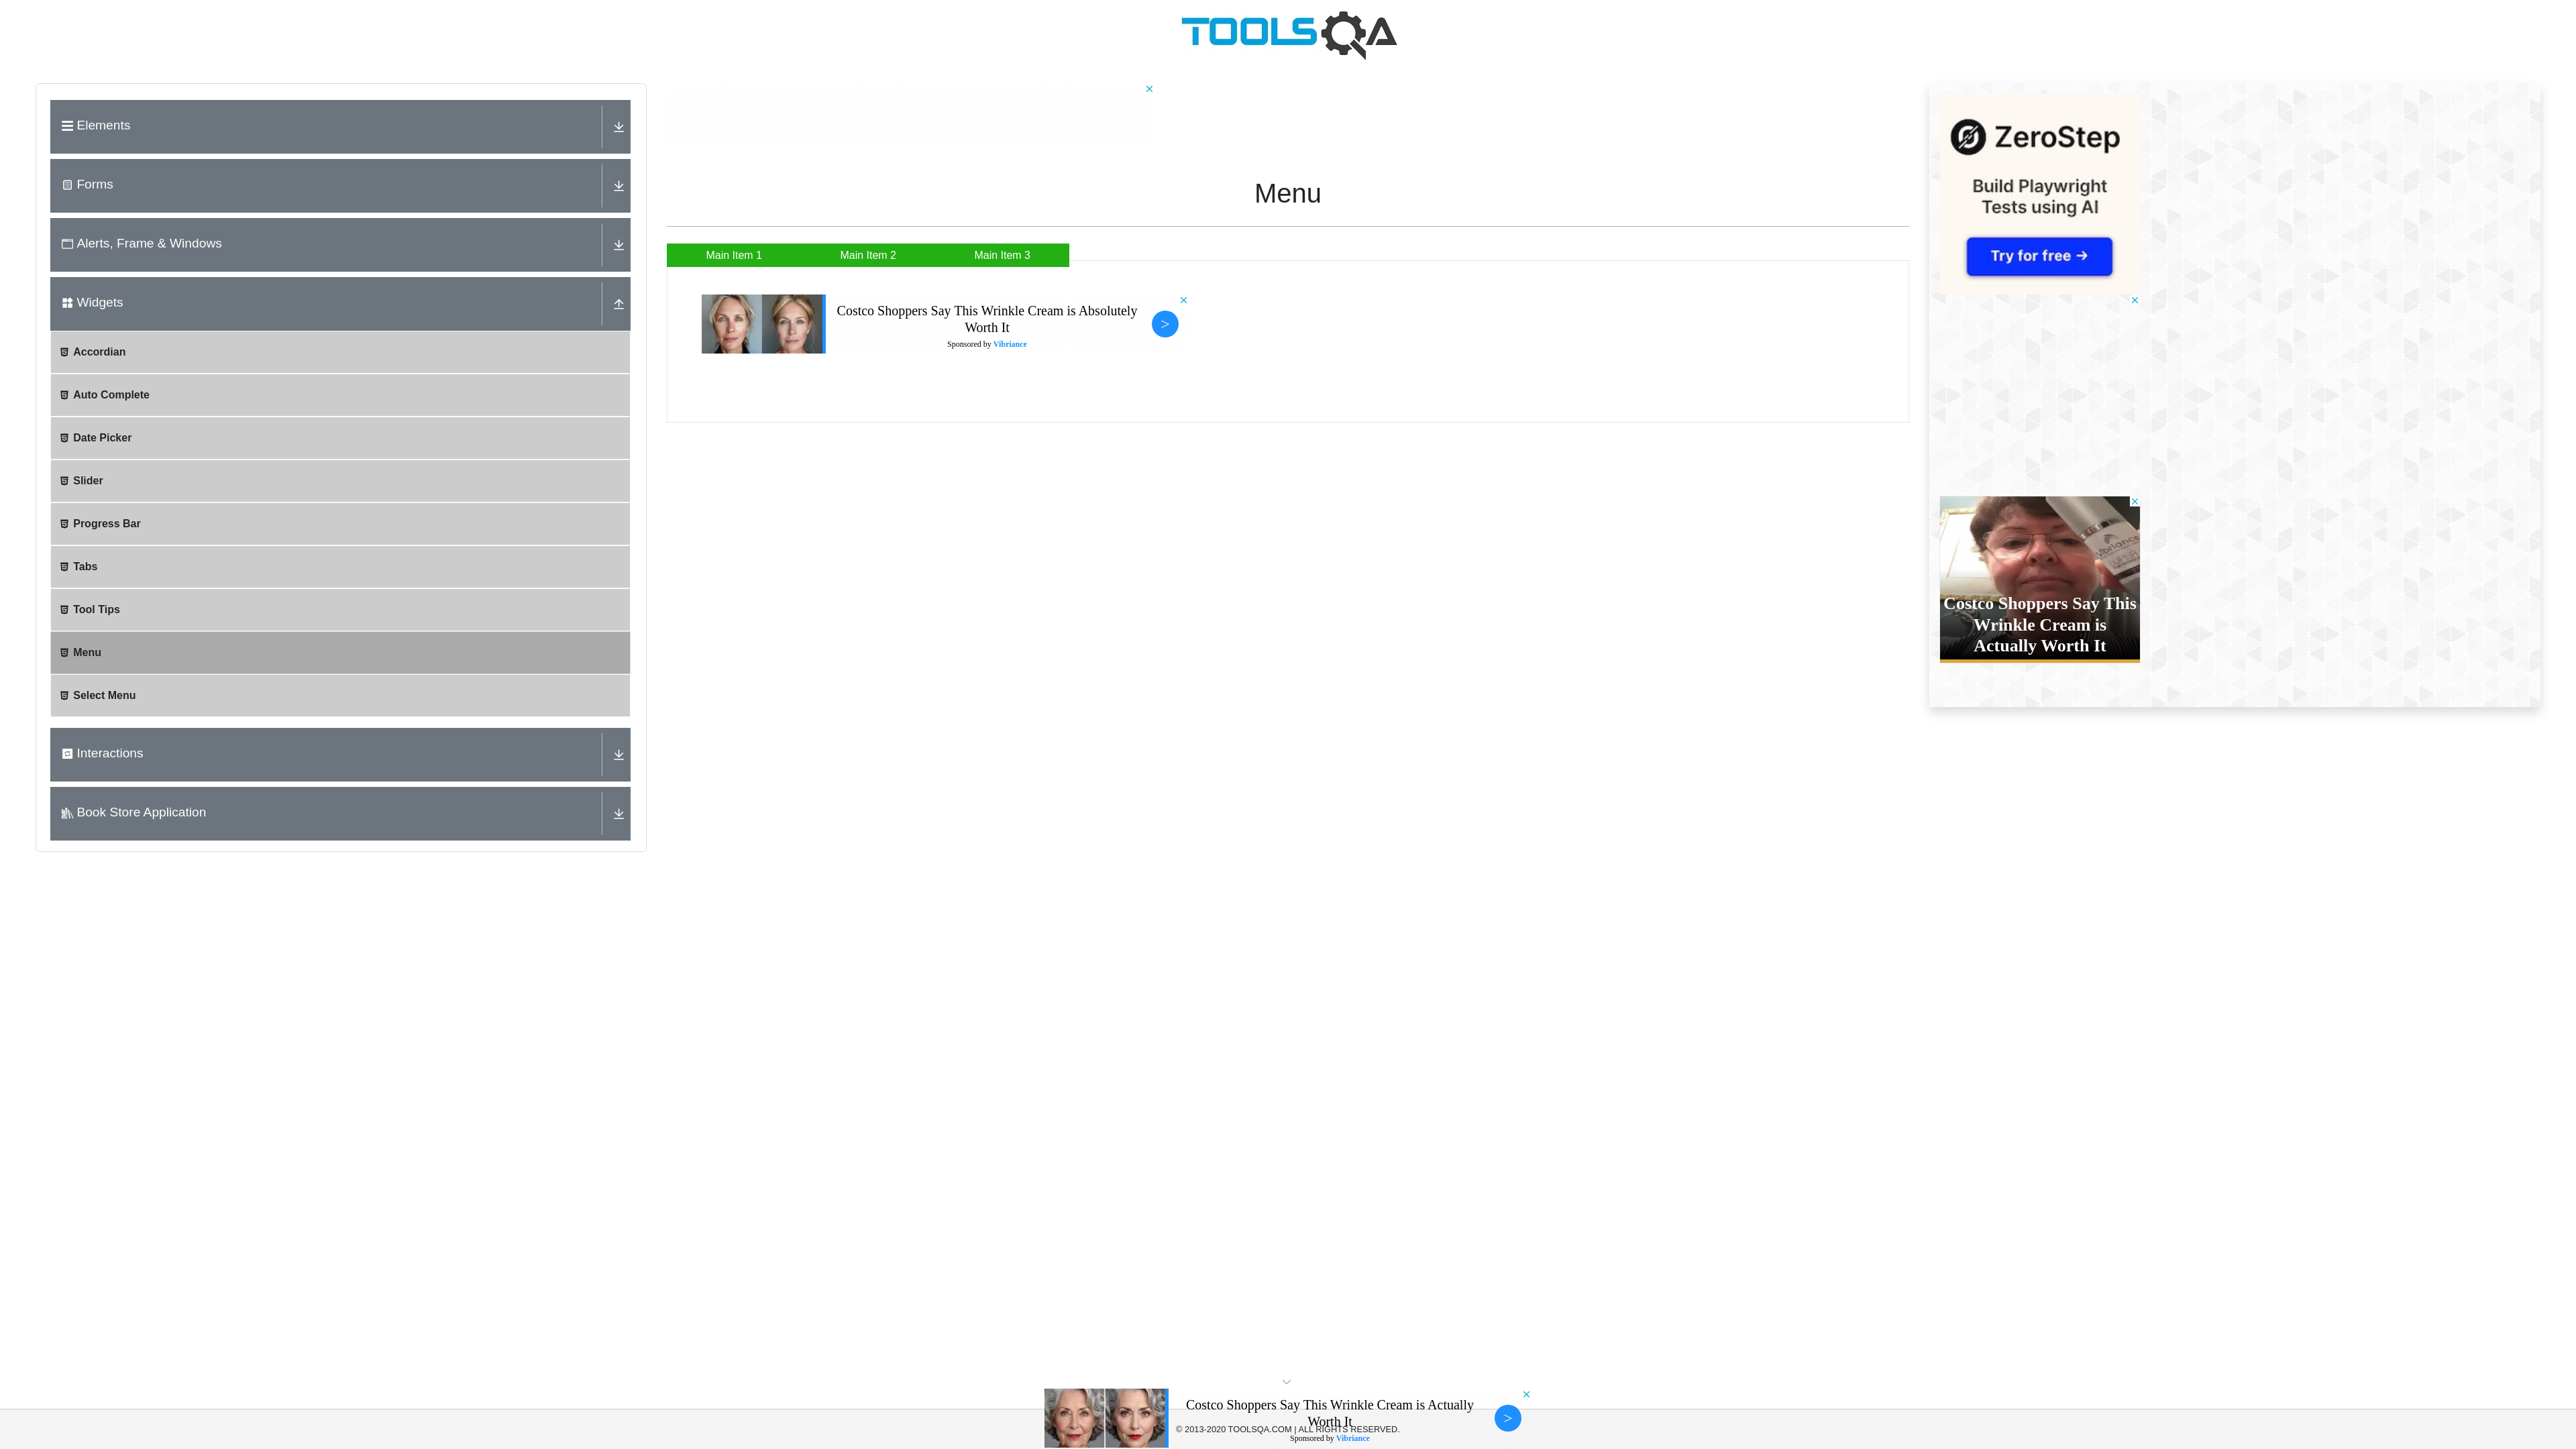 TOOLSQA
Elements
Forms
Alerts, Frame & Windows
Widgets
Accordian
Auto Complete
Date Picker
Slider
Progress Bar
Tabs
Tool Tips
Menu
Select Menu
Interactions
Book Store Application
Menu
Main Item 1
Main Item 2
Main Item 3
Costco Shoppers Say This Wrinkle Cream is Absolutely
Worth It
Sponsored by Vibriance
>
ZeroStep
Build Playwright
Tests using AI
Try for free →
Costco Shoppers Say This
Wrinkle Cream is
Actually Worth It
Costco Shoppers Say This Wrinkle Cream is Actually
Worth It
Sponsored by Vibriance
>
© 2013-2020 TOOLSQA.COM | ALL RIGHTS RESERVED.